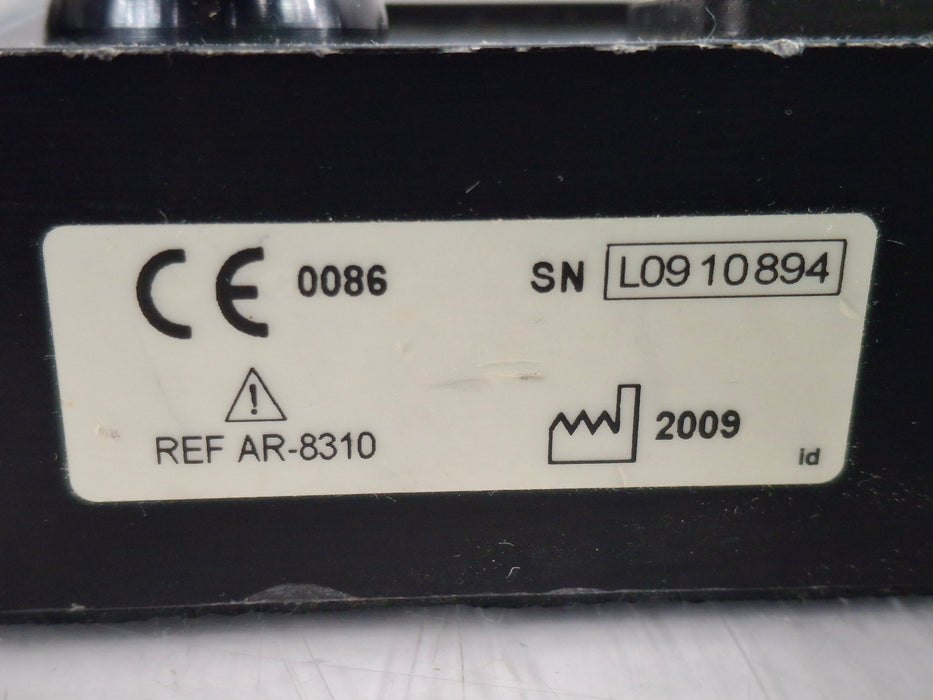 CE 0086
SN L0910894
REF AR-8310
2009
id